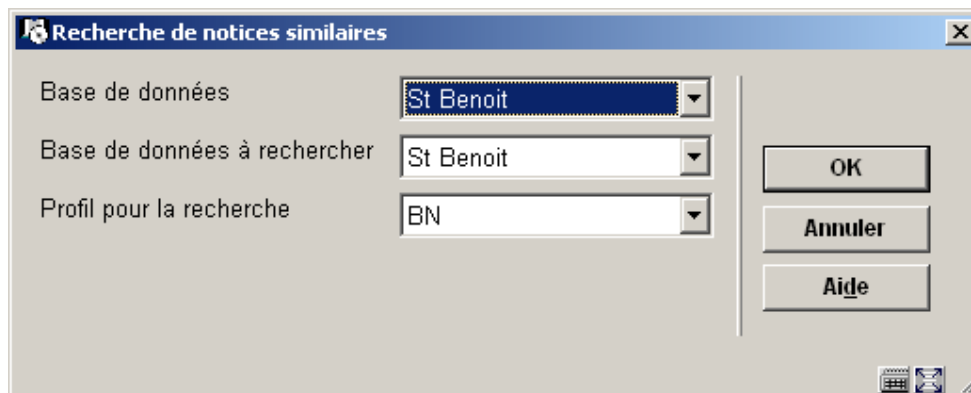 Recherche de notices similaires
Base de données St Benoit
Base de données à rechercher St Benoit
Profil pour la recherche BN
OK
Annuler
Aide